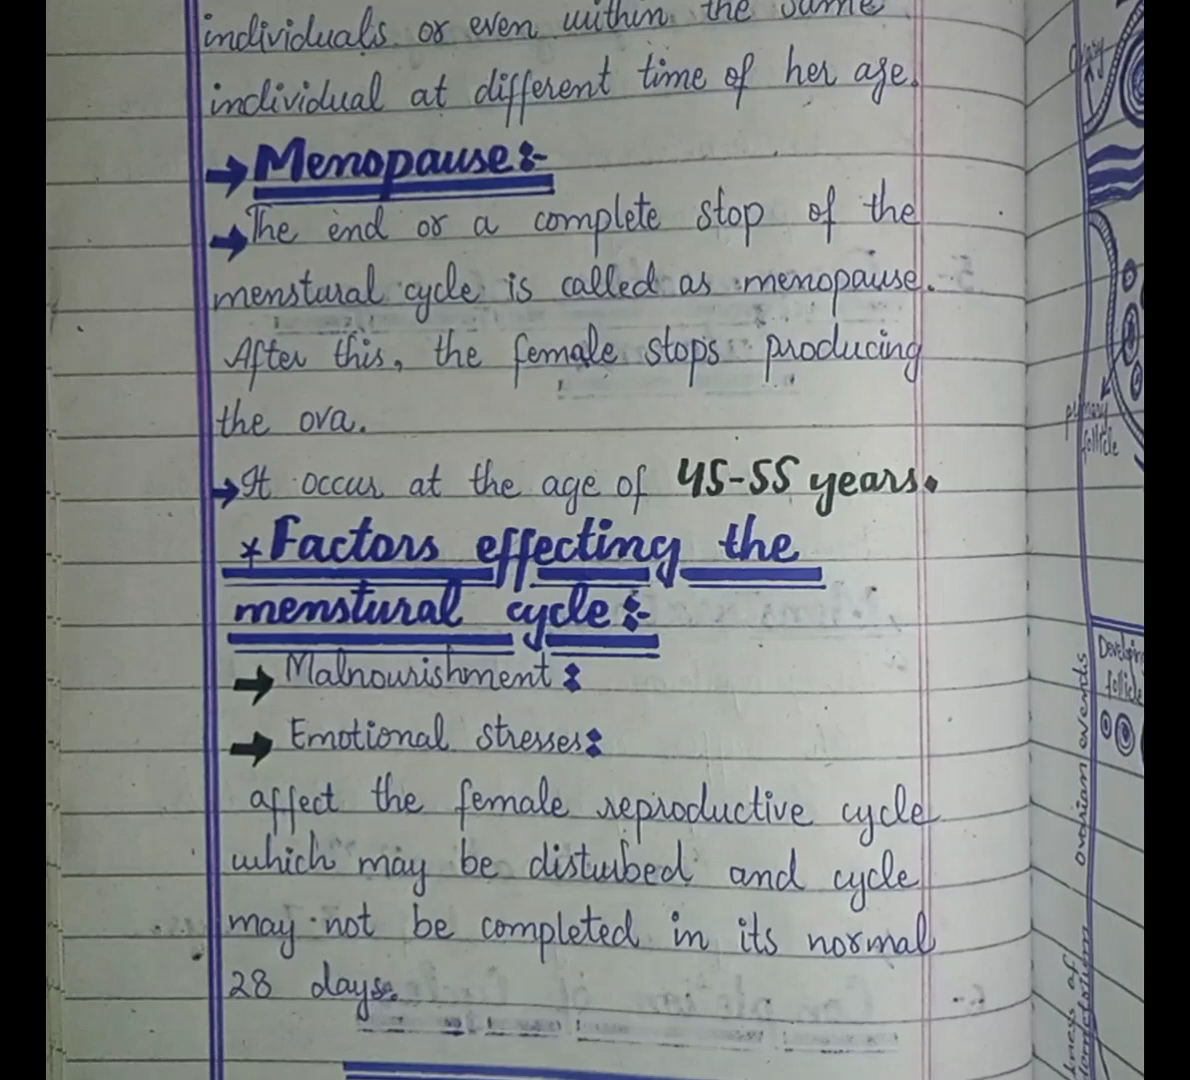 individuals or even within the same
individual at different time of her age.
→ Menopause:-
→ The end or a complete stop of the
menstural cycle is called as menopause.
After this, the female stops producing
the ova.
→ It occur at the age of 45-55 years.
* Factors effecting the
menstural cycle:-
→ Malnourishment:
→ Emotional stresses:
affect the female reproductive cycle
which may be disturbed and cycle
may not be completed in its normal
28 days.
primary
follicle
Developing
follicle
ovarian events